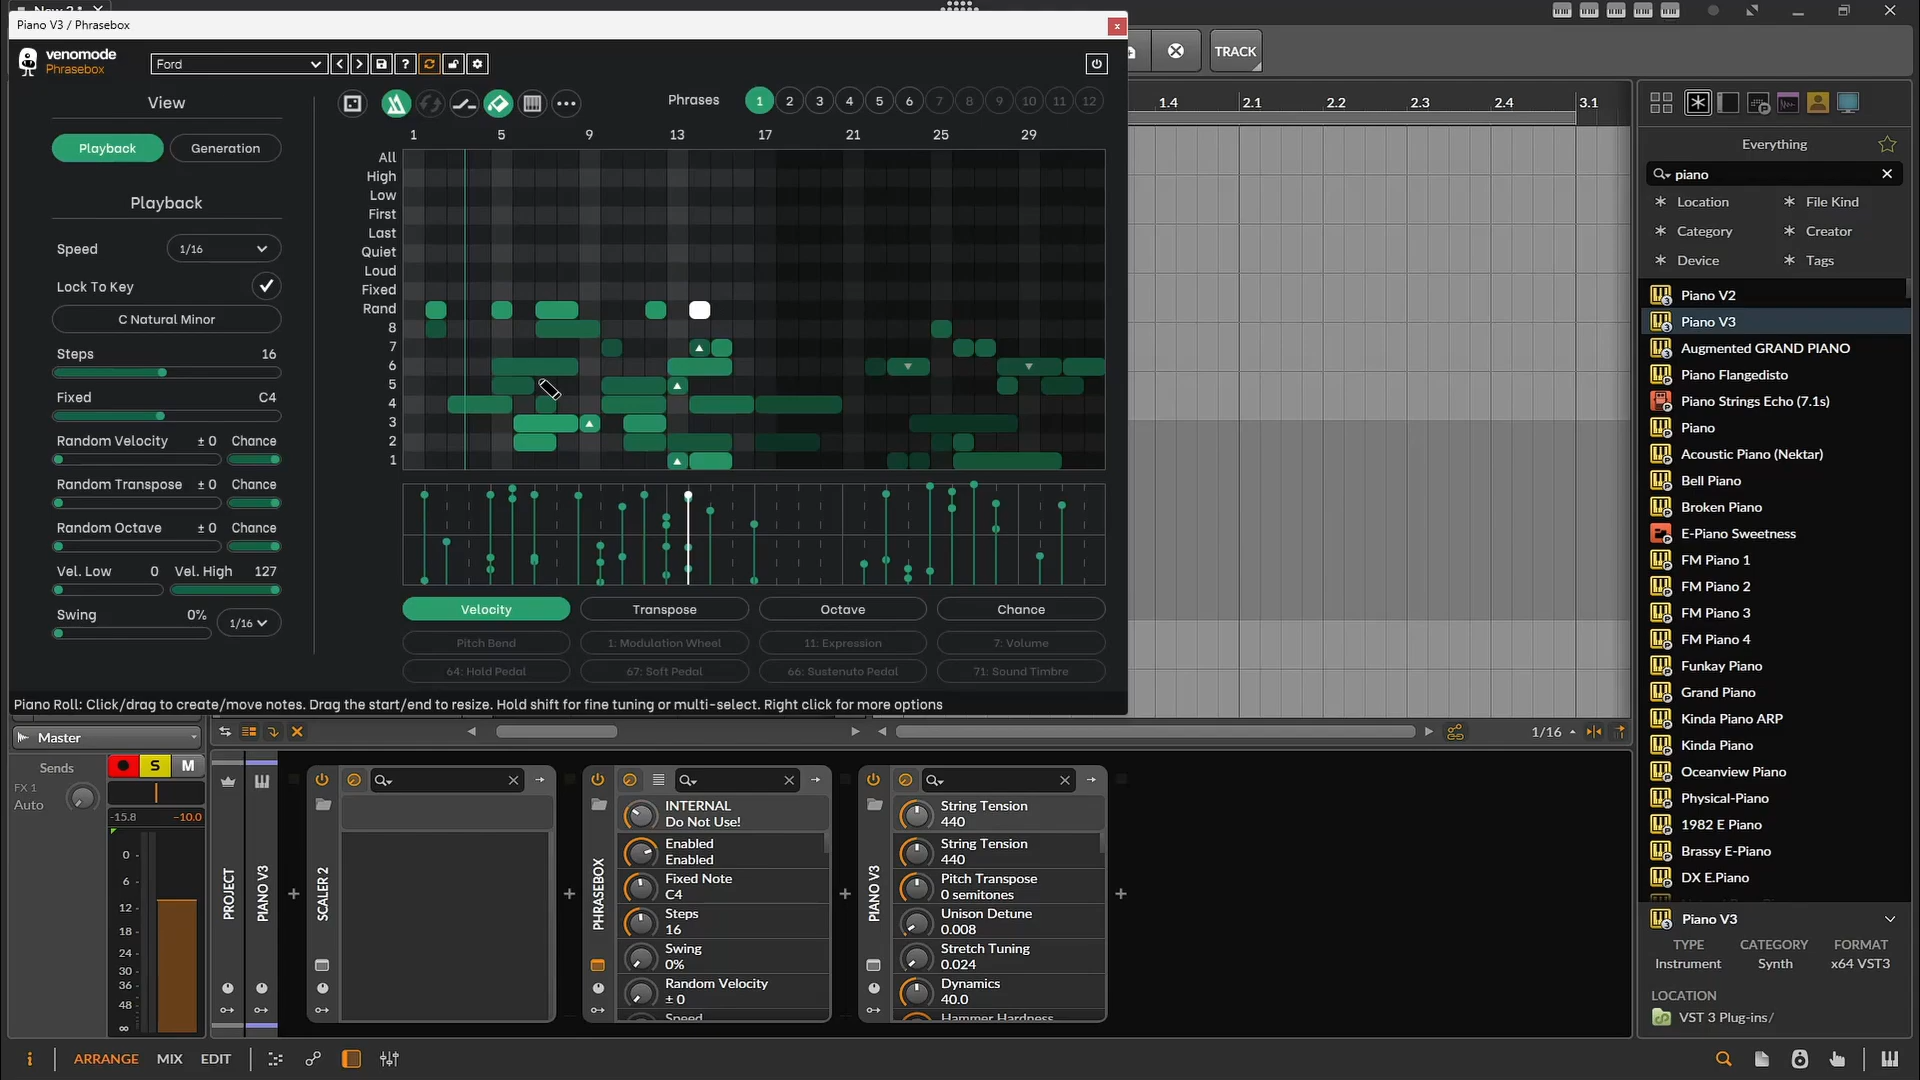 Piano V3 / Phrasebox
x
venomode
Phrasebox
Ford
?
TRACK
View
Playback
Generation
Playback
Speed
1/16
Lock To Key
C Natural Minor
Steps
16
Fixed
C4
Random Velocity ± 0 Chance
Random Transpose ± 0 Chance
Random Octave ± 0 Chance
Vel. Low 0 Vel. High 127
Swing 0% 1/16
Phrases
1 2 3 4 5 6 7 8 9 10 11 12
1 5 9 13 17 21 25 29
All
High
Low
First
Last
Quiet
Loud
Fixed
Rand
8
7
6
5
4
3
2
1
Velocity Transpose Octave Chance
Pitch Bend 1: Modulation Wheel 11: Expression 7: Volume
64: Hold Pedal 67: Soft Pedal 66: Sustenuto Pedal 71: Sound Timbre
Piano Roll: Click/drag to create/move notes. Drag the start/end to resize. Hold shift for fine tuning or multi-select. Right click for more options
1.4 2.1 2.2 2.3 2.4 3.1
Everything
piano
Location File Kind
Category Creator
Device Tags
Piano V2
Piano V3
Augmented GRAND PIANO
Piano Flangedisto
Piano Strings Echo (7.1s)
Piano
Acoustic Piano (Nektar)
Bell Piano
Broken Piano
E-Piano Sweetness
FM Piano 1
FM Piano 2
FM Piano 3
FM Piano 4
Funkay Piano
Grand Piano
Kinda Piano ARP
Kinda Piano
Oceanview Piano
Physical-Piano
1982 E Piano
Brassy E-Piano
DX E.Piano
Piano V3
TYPE CATEGORY FORMAT
Instrument Synth x64 VST3
LOCATION
VST 3 Plug-ins/
1/16
Master
Sends
S M
FX 1
Auto
-15.8 -10.0
0
6
12
18
24
30
36
48
∞
PROJECT
PIANO V3
SCALER 2
PHRASEBOX
INTERNAL
Do Not Use!
Enabled
Enabled
Fixed Note
C4
Steps
16
Swing
0%
Random Velocity
± 0
Speed
PIANO V3
String Tension
440
String Tension
440
Pitch Transpose
0 semitones
Unison Detune
0.008
Stretch Tuning
0.024
Dynamics
40.0
Hammer Hardness
i ARRANGE MIX EDIT